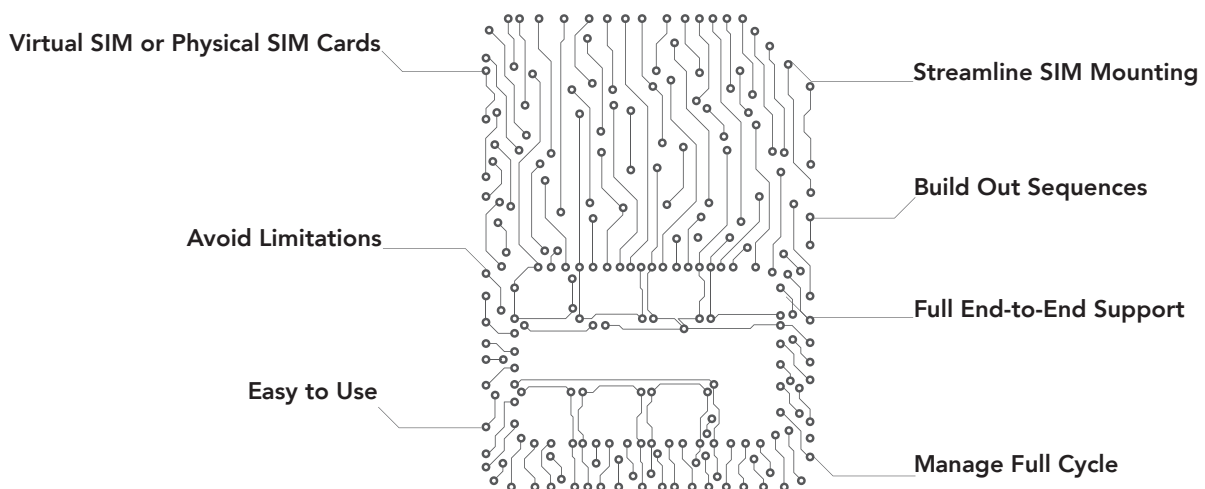 Virtual SIM or Physical SIM Cards
Streamline SIM Mounting
Build Out Sequences
Avoid Limitations
Full End-to-End Support
Easy to Use
Manage Full Cycle